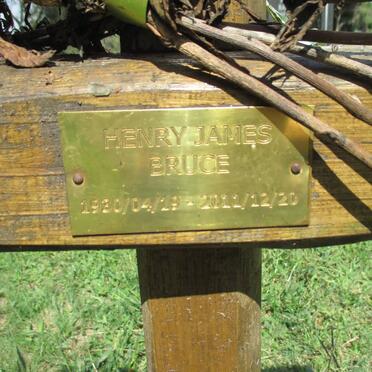 HENRY JAMES
BRUCE
1930/04/19 - 2011/12/20